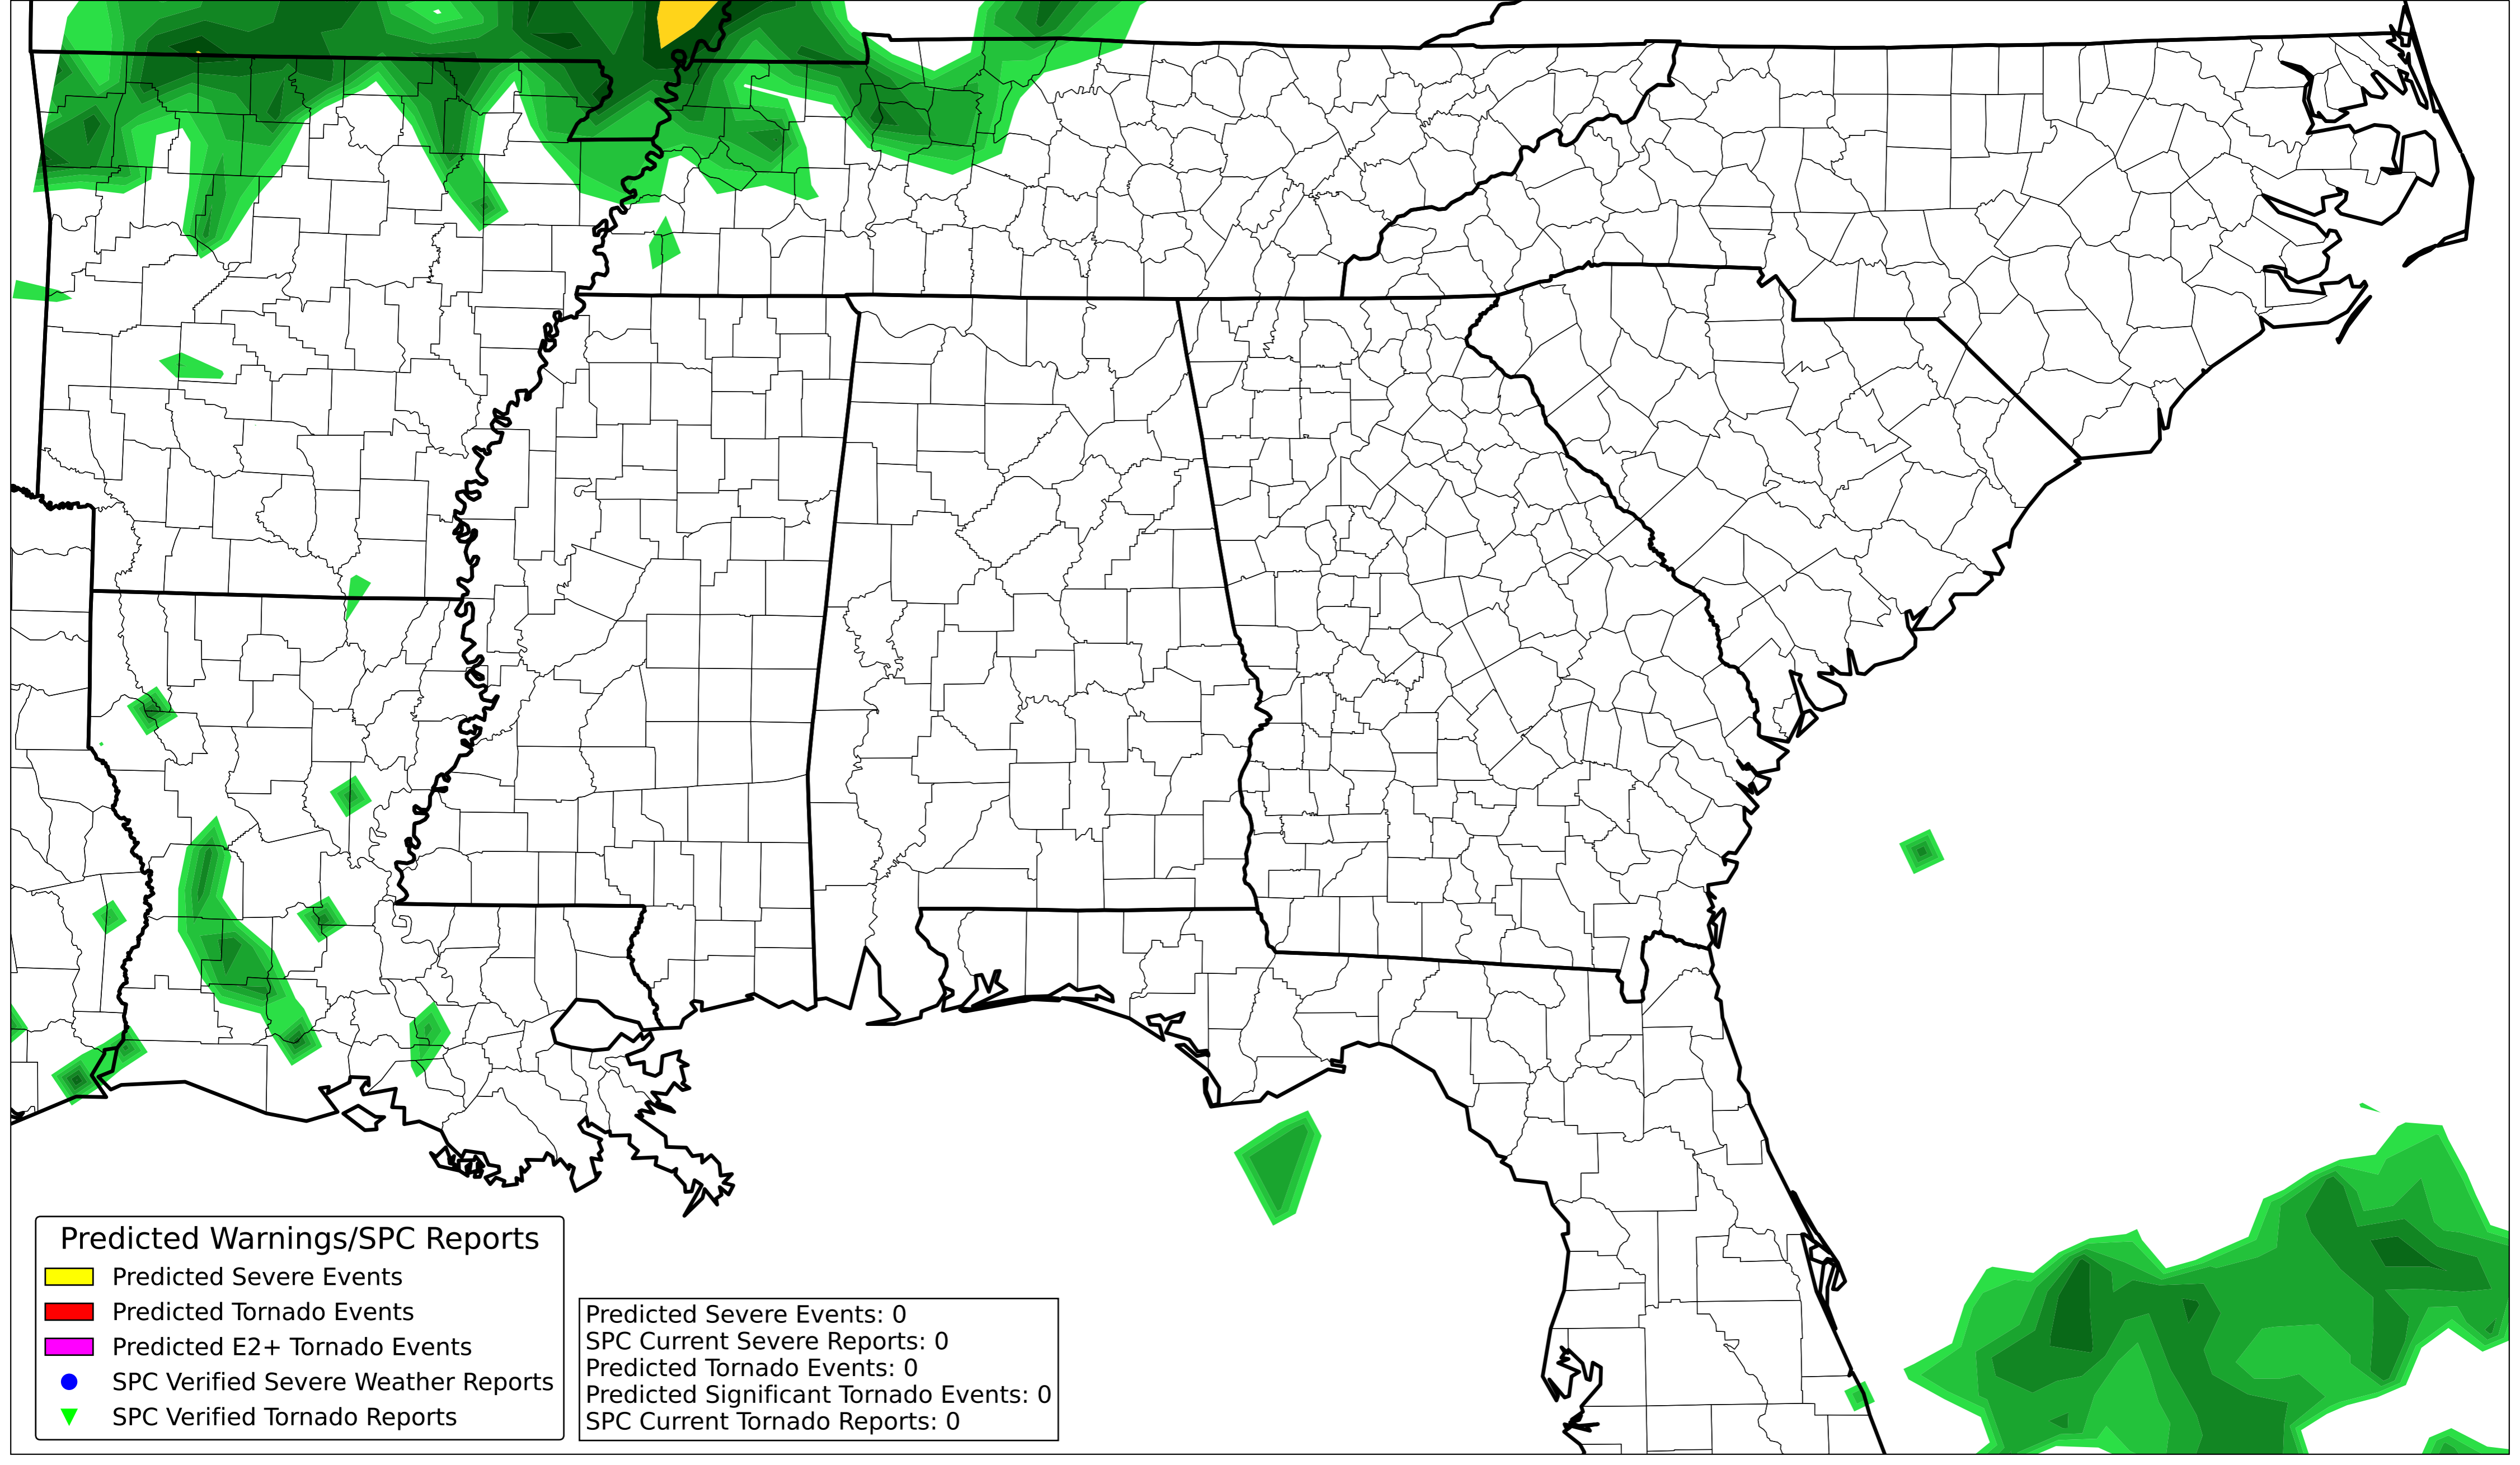 Predicted Warnings/SPC Reports
Predicted Severe Events
Predicted Tornado Events
Predicted E2+ Tornado Events
SPC Verified Severe Weather Reports
SPC Verified Tornado Reports
Predicted Severe Events: 0
SPC Current Severe Reports: 0
Predicted Tornado Events: 0
Predicted Significant Tornado Events: 0
SPC Current Tornado Reports: 0